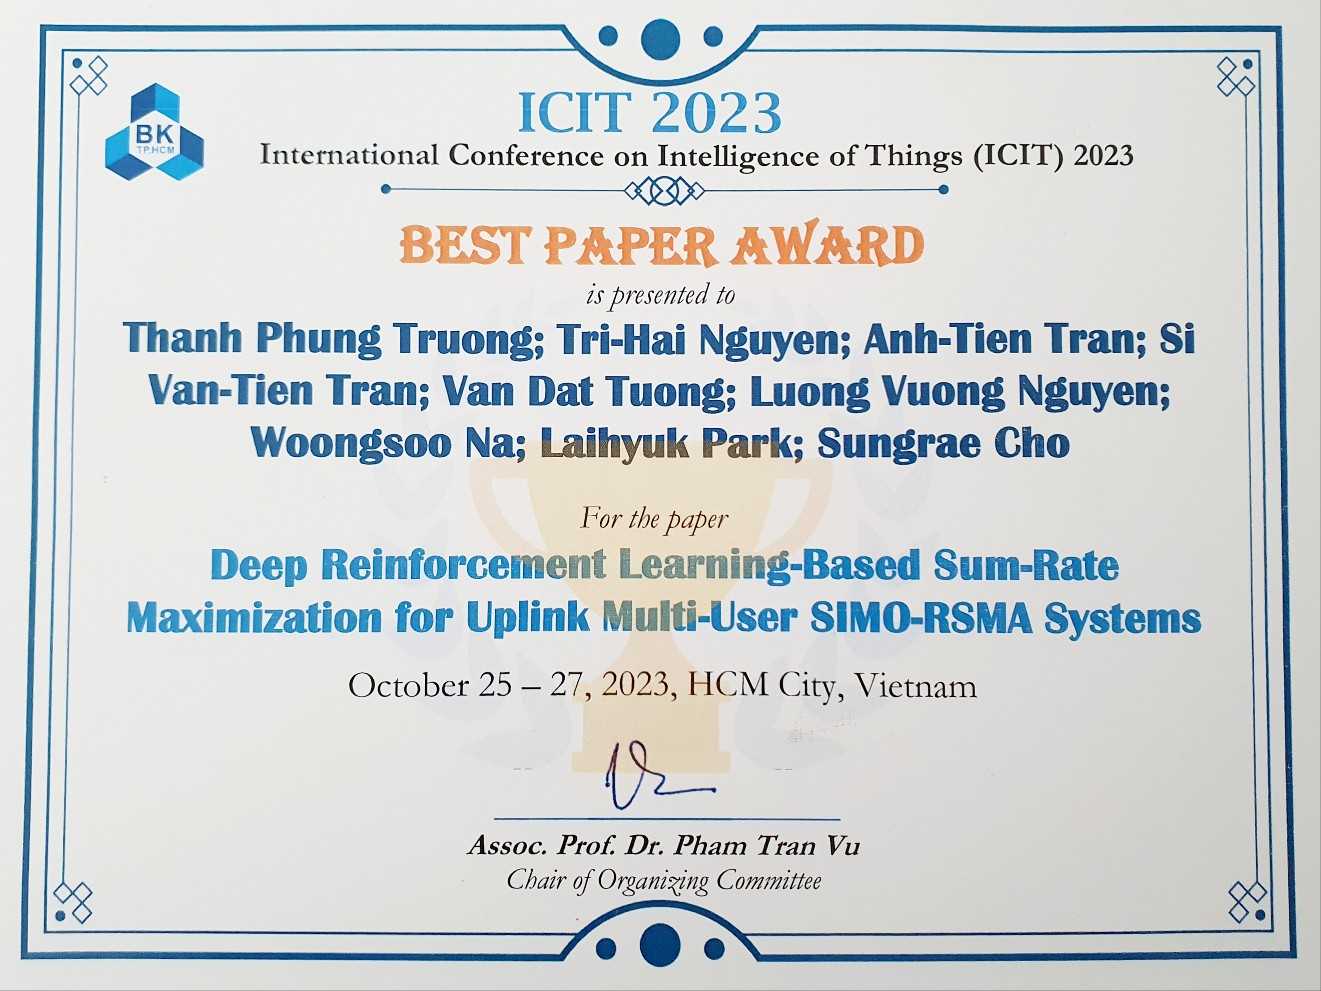 BK
TP.HCM
ICIT 2023
International Conference on Intelligence of Things (ICIT) 2023
BEST PAPER AWARD
is presented to
Thanh Phung Truong; Tri-Hai Nguyen; Anh-Tien Tran; Si
Van-Tien Tran; Van Dat Tuong; Luong Vuong Nguyen;
Woongsoo Na; Laihyuk Park; Sungrae Cho
For the paper
Deep Reinforcement Learning-Based Sum-Rate
Maximization for Uplink Multi-User SIMO-RSMA Systems
October 25 – 27, 2023, HCM City, Vietnam
Assoc. Prof. Dr. Pham Tran Vu
Chair of Organizing Committee